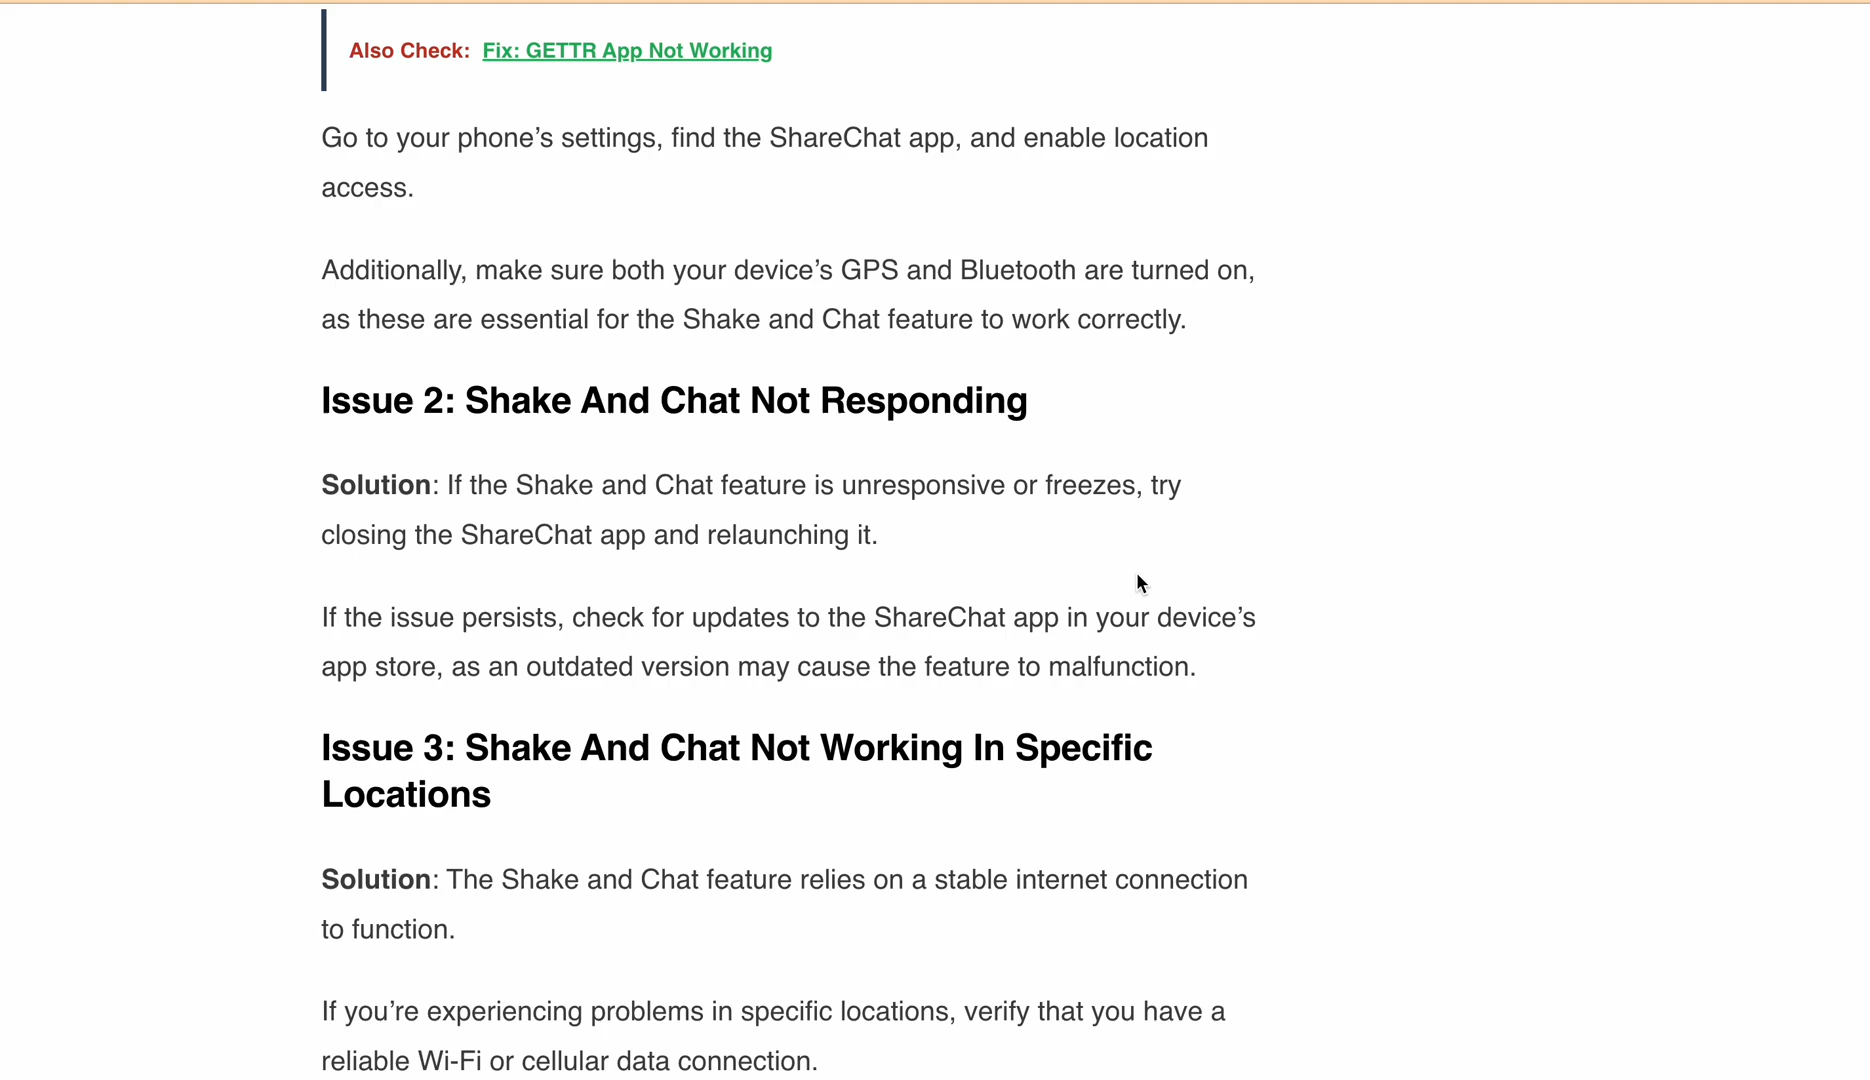 Also Check: Fix: GETTR App Not Working
Go to your phone’s settings, find the ShareChat app, and enable location
access.
Additionally, make sure both your device’s GPS and Bluetooth are turned on,
as these are essential for the Shake and Chat feature to work correctly.
Issue 2: Shake And Chat Not Responding
Solution: If the Shake and Chat feature is unresponsive or freezes, try
closing the ShareChat app and relaunching it.
If the issue persists, check for updates to the ShareChat app in your device’s
app store, as an outdated version may cause the feature to malfunction.
Issue 3: Shake And Chat Not Working In Specific
Locations
Solution: The Shake and Chat feature relies on a stable internet connection
to function.
If you’re experiencing problems in specific locations, verify that you have a
reliable Wi-Fi or cellular data connection.